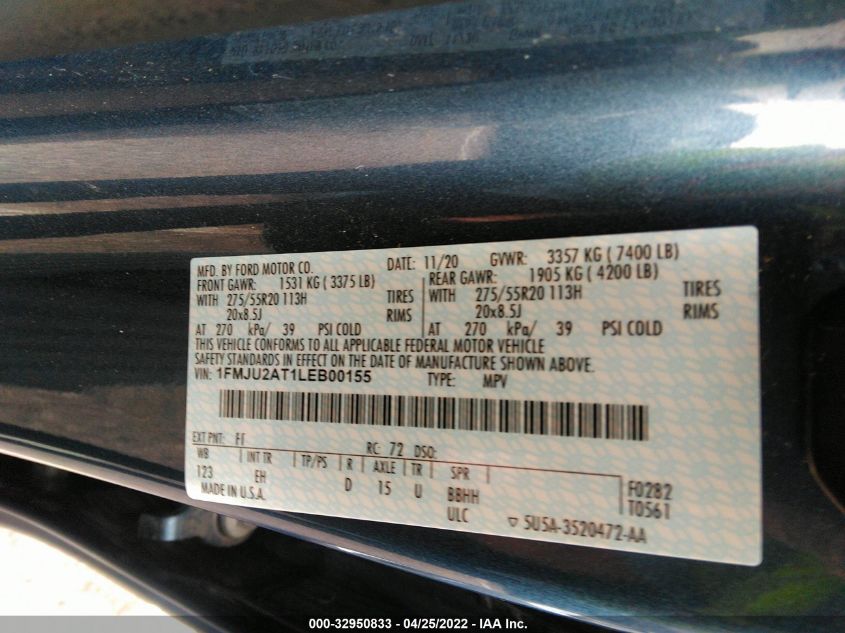 MFD. BY FORD MOTOR CO. DATE: 11/20 GVWR: 3357 KG ( 7400 LB)
FRONT GAWR: 1531 KG ( 3375 LB) REAR GAWR: 1905 KG ( 4200 LB)
WITH 275/55R20 113H TIRES WITH 275/55R20 113H TIRES
20x8.5J RIMS 20x8.5J RIMS
AT 270 kPa/ 39 PSI COLD AT 270 kPa/ 39 PSI COLD
THIS VEHICLE CONFORMS TO ALL APPLICABLE FEDERAL MOTOR VEHICLE
SAFETY STANDARDS IN EFFECT ON THE DATE OF MANUFACTURE SHOWN ABOVE.
VIN: 1FMJU2AT1LEB00155 TYPE: MPV
EXT PNT: RC: 72 DSO:
WB INT TR TP/PS R AXLE TR SPR
123 EH D 15 U BBHH F0282
MADE IN U.S.A. ULC T0561
▽ 5U5A-3520472-AA
000-32950833 - 04/25/2022 - IAA Inc.